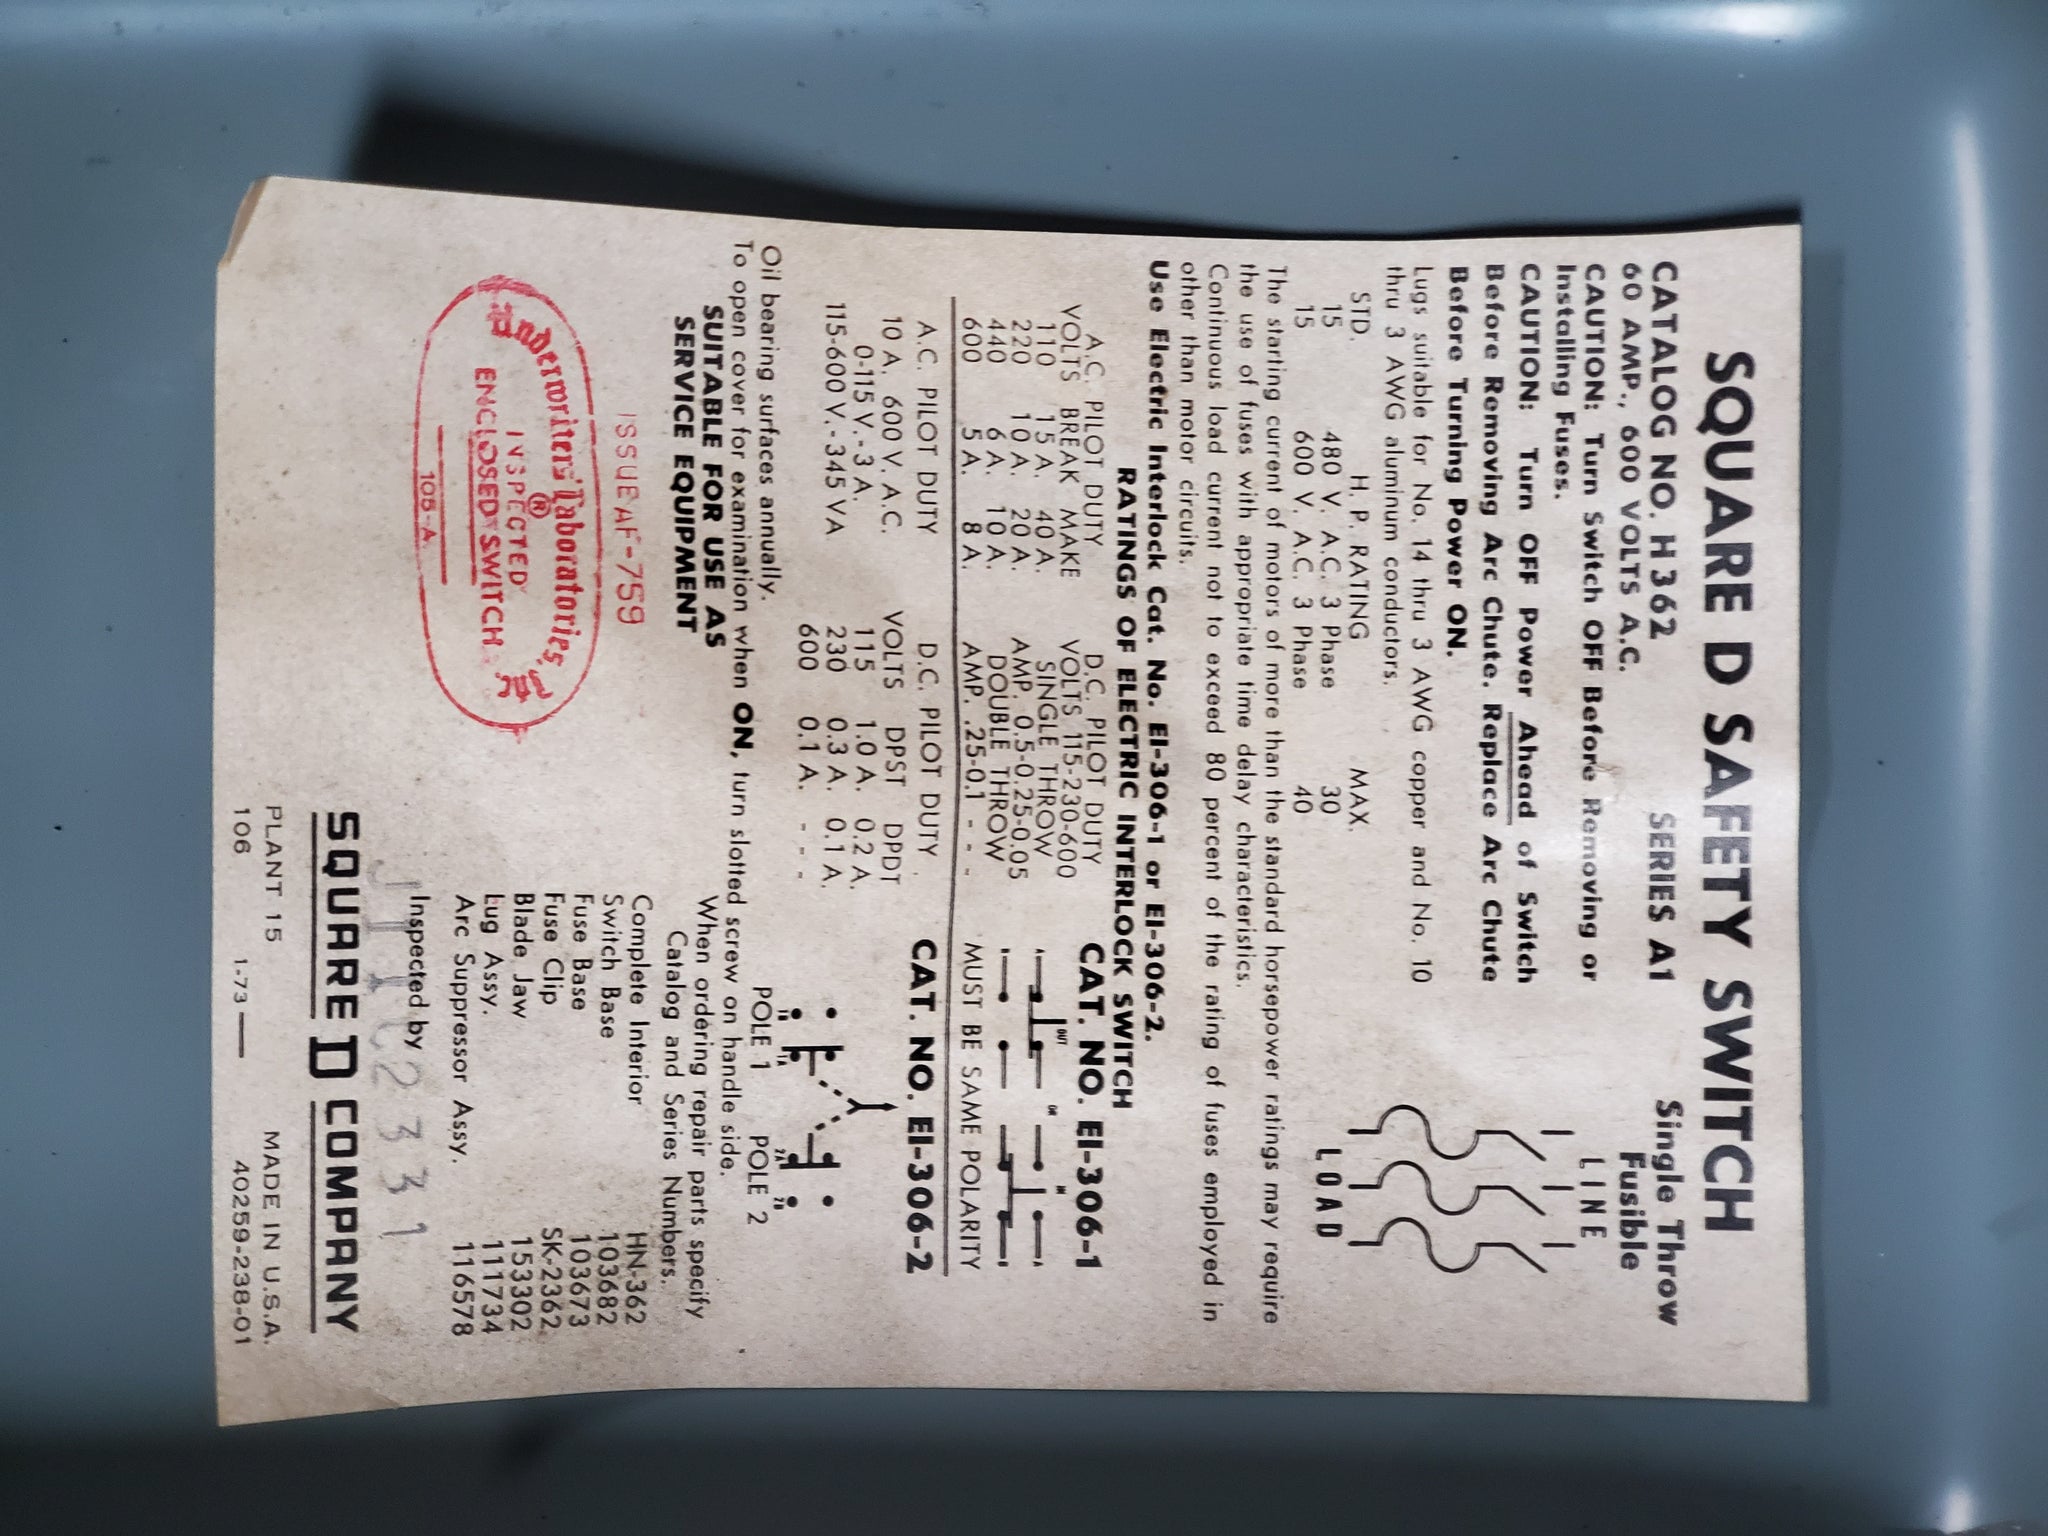 SQUARE D SAFETY SWITCH
CATALOG NO. H362 SERIES A1 Single Throw
60 AMP., 600 VOLTS A.C. Fusible
CAUTION: Turn Switch OFF Before Removing or
Installing Fuses.
CAUTION: Turn OFF Power Ahead of Switch
Before Removing Arc Chute. Replace Arc Chute
Before Turning Power ON.
LINE
LOAD
Lugs suitable for No. 14 thru 3 AWG copper and No. 10
thru 3 AWG aluminum conductors.
STD. H.P. RATING MAX.
15 480 V. A.C. 3 Phase 30
15 600 V. A.C. 3 Phase 40
The starting current of motors of more than the standard horsepower ratings may require
the use of fuses with appropriate time delay characteristics.
Continuous load current not to exceed 80 percent of the rating of fuses employed in
other than motor circuits.
Use Electric Interlock Cat. No. EI-306-1 or EI-306-2.
RATINGS OF ELECTRIC INTERLOCK SWITCH
A.C. PILOT DUTY D.C. PILOT DUTY CAT. NO. EI-306-1
VOLTS BREAK MAKE VOLTS 115-230-600
110 15 A. 40 A. SINGLE THROW
220 10 A. 20 A. AMP. 0.5-0.25-0.05
440 6 A. 10 A. DOUBLE THROW
600 5 A. 8 A. AMP. .25-0.1 - - - MUST BE SAME POLARITY
OUT OR IN
A.C. PILOT DUTY D.C. PILOT DUTY CAT. NO. EI-306-2
10 A. 600 V. A.C. VOLTS DPST DPDT
0-115 V.-3 A. 115 1.0 A. 0.2 A.
115-600 V.-345 VA 230 0.3 A. 0.1 A.
600 0.1 A. - - -
1B 1A 2A 2B
POLE 1 POLE 2
Oil bearing surfaces annually.
To open cover for examination when ON, turn slotted screw on handle side.
SUITABLE FOR USE AS
SERVICE EQUIPMENT
When ordering repair parts specify
Catalog and Series Numbers.
Complete Interior HN-362
Switch Base 103682
Fuse Base 103673
Fuse Clip SK-2362
Blade Jaw 153302
Lug Assy. 111734
Arc Suppressor Assy. 116578
ISSUE AF-759
Underwriters' Laboratories
®
INSPECTED
ENCLOSED SWITCH
105-A
Inspected by
2331
SQUARE D COMPANY
PLANT 15 MADE IN U.S.A.
106 1-73 40259-238-01